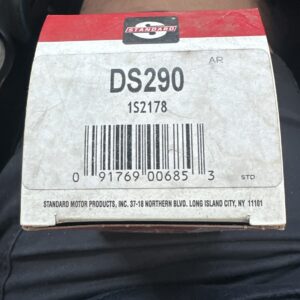 STANDARD
AR
DS290
1S2178
0 91769 00685 3
STD
STANDARD MOTOR PRODUCTS, INC. 37-18 NORTHERN BLVD. LONG ISLAND CITY, NY 11101